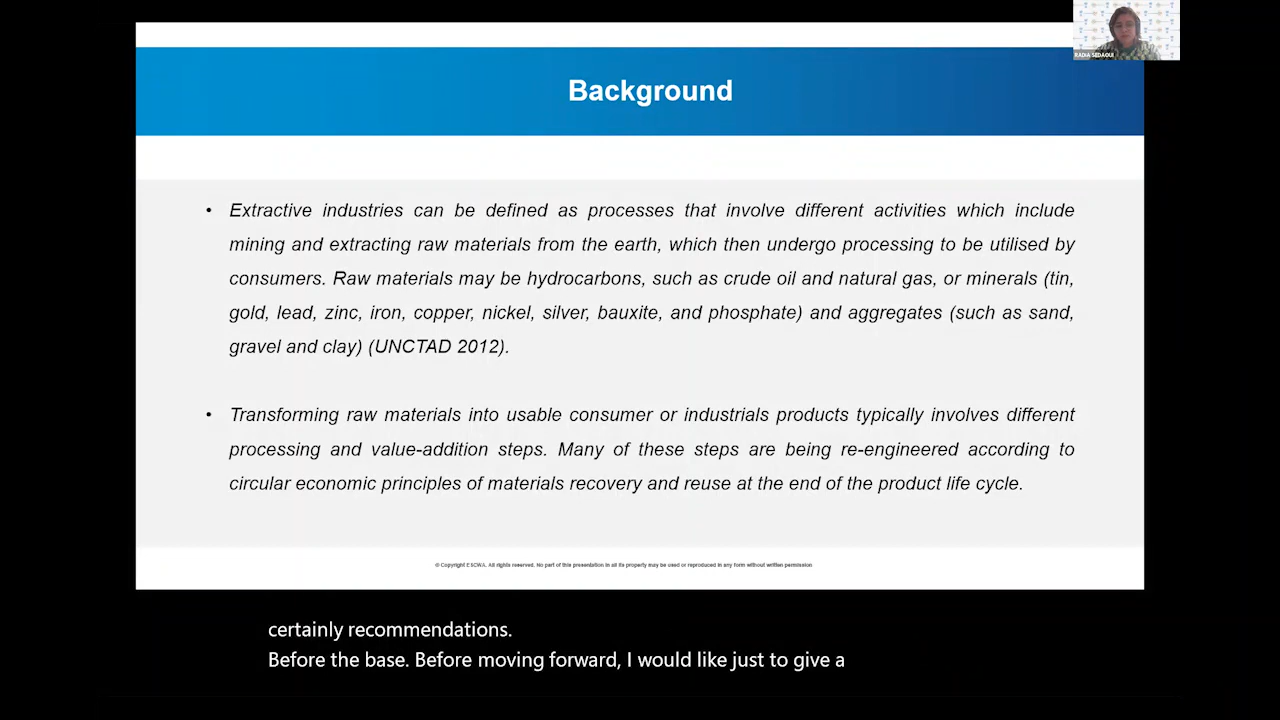 RADIA SEDAOUI
Background
• Extractive industries can be defined as processes that involve different activities which include
mining and extracting raw materials from the earth, which then undergo processing to be utilised by
consumers. Raw materials may be hydrocarbons, such as crude oil and natural gas, or minerals (tin,
gold, lead, zinc, iron, copper, nickel, silver, bauxite, and phosphate) and aggregates (such as sand,
gravel and clay) (UNCTAD 2012).
• Transforming raw materials into usable consumer or industrials products typically involves different
processing and value-addition steps. Many of these steps are being re-engineered according to
circular economic principles of materials recovery and reuse at the end of the product life cycle.
© Copyright ESCWA. All rights reserved. No part of this presentation in all its property may be used or reproduced in any form without written permission
certainly recommendations.
Before the base. Before moving forward, I would like just to give a